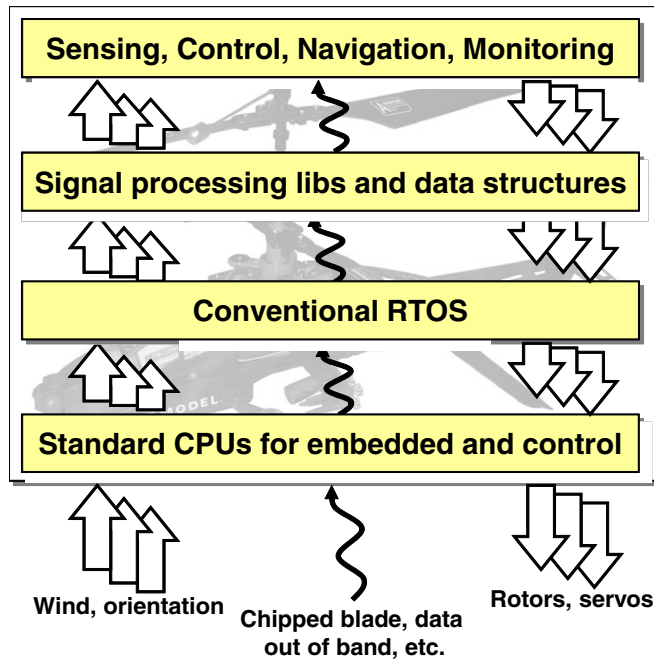 Sensing, Control, Navigation, Monitoring
Signal processing libs and data structures
Conventional RTOS
MODEL
Standard CPUs for embedded and control
Wind, orientation
Chipped blade, data
out of band, etc.
Rotors, servos